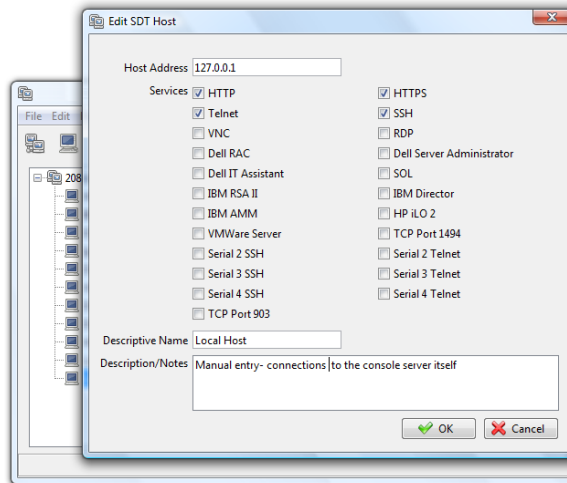 Edit SDT Host
Host Address 127.0.0.1
Services HTTP HTTPS
Telnet SSH
VNC RDP
Dell RAC Dell Server Administrator
Dell IT Assistant SOL
IBM RSA II IBM Director
IBM AMM HP iLO 2
VMWare Server TCP Port 1494
Serial 2 SSH Serial 2 Telnet
Serial 3 SSH Serial 3 Telnet
Serial 4 SSH Serial 4 Telnet
TCP Port 903
Descriptive Name Local Host
Description/Notes Manual entry- connections to the console server itself
OK Cancel
File Edit
208